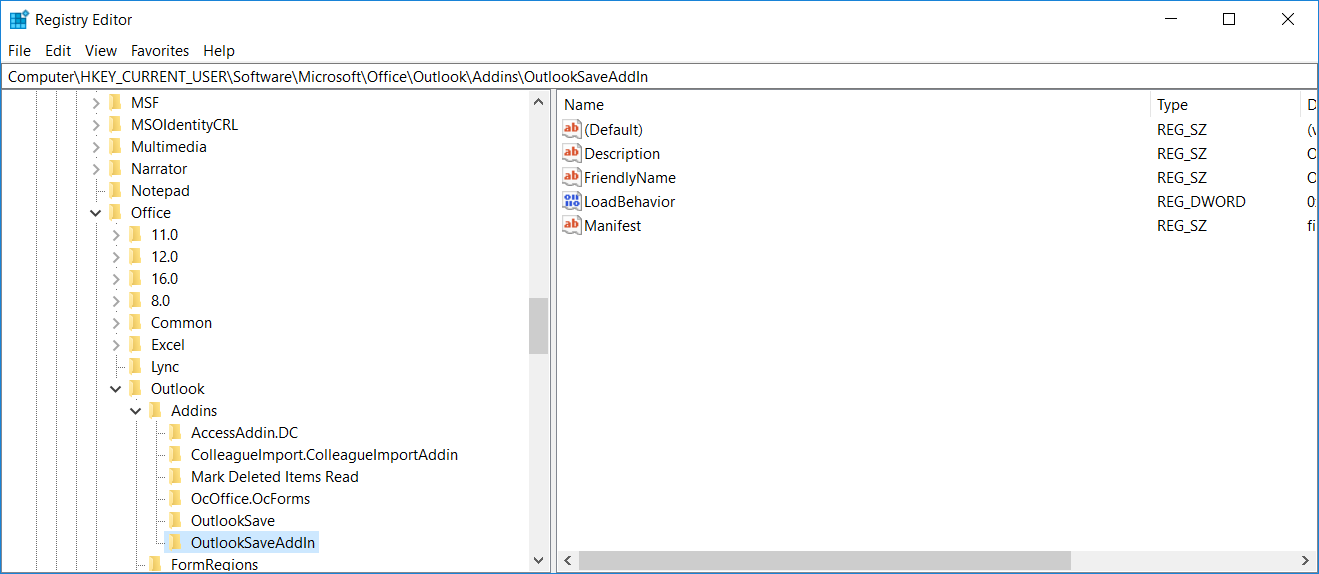 Registry Editor
File Edit View Favorites Help
Computer\HKEY_CURRENT_USER\Software\Microsoft\Office\Outlook\Addins\OutlookSaveAddIn
MSF
MSOIdentityCRL
Multimedia
Narrator
Notepad
Office
11.0
12.0
16.0
8.0
Common
Excel
Lync
Outlook
Addins
AccessAddin.DC
ColleagueImport.ColleagueImportAddin
Mark Deleted Items Read
OcOffice.OcForms
OutlookSave
OutlookSaveAddIn
FormRegions
Name Type
(Default) REG_SZ
Description REG_SZ
FriendlyName REG_SZ
LoadBehavior REG_DWORD
Manifest REG_SZ